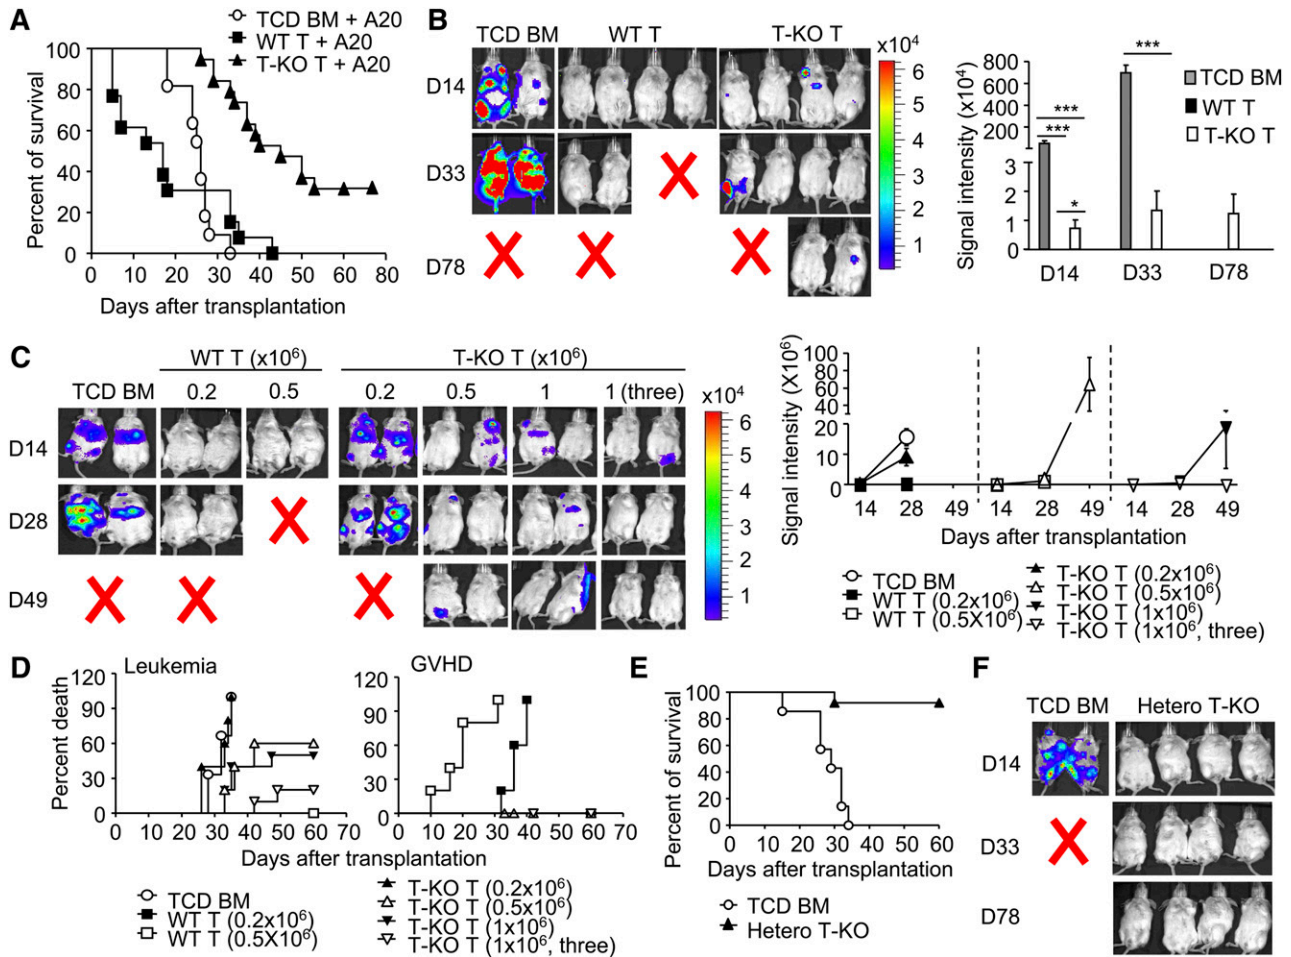 A
TCD BM + A20
WT T + A20
T-KO T + A20
Percent of survival
100
80
60
40
20
0
0 20 40 60 80
Days after transplantation
B
TCD BM WT T T-KO T
D14
D33
D78
x10⁴
6
5
4
3
2
1
Signal intensity (x10⁴)
800
600
400
200
3
2
1
0
***
***
*
***
D14 D33 D78
TCD BM
WT T
T-KO T
C
WT T (x10⁶) T-KO T (x10⁶)
TCD BM 0.2 0.5 0.2 0.5 1 1 (three)
D14
D28
D49
x10⁴
6
5
4
3
2
1
Signal intensity (X10⁶)
100
80
60
40
20
10
0
14 28 49 14 28 49 14 28 49
Days after transplantation
TCD BM
WT T (0.2x10⁶)
WT T (0.5X10⁶)
T-KO T (0.2x10⁶)
T-KO T (0.5x10⁶)
T-KO T (1x10⁶)
T-KO T (1x10⁶, three)
D
Leukemia
Percent death
120
90
60
30
0
0 10 20 30 40 50 60 70
GVHD
120
90
60
30
0
0 10 20 30 40 50 60 70
Days after transplantation
TCD BM
WT T (0.2x10⁶)
WT T (0.5X10⁶)
T-KO T (0.2x10⁶)
T-KO T (0.5x10⁶)
T-KO T (1x10⁶)
T-KO T (1x10⁶, three)
E
Percent of survival
100
80
60
40
20
0
0 10 20 30 40 50 60
Days after transplantation
TCD BM
Hetero T-KO
F
TCD BM Hetero T-KO
D14
D33
D78